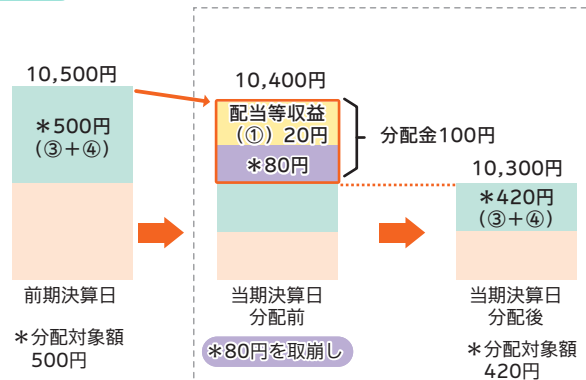 10,500円
*500円
(③+④)
前期決算日
*分配対象額
500円
10,400円
配当等収益
(①) 20円
*80円
分配金100円
当期決算日
分配前
*80円を取崩し
10,300円
*420円
(③+④)
当期決算日
分配後
*分配対象額
420円